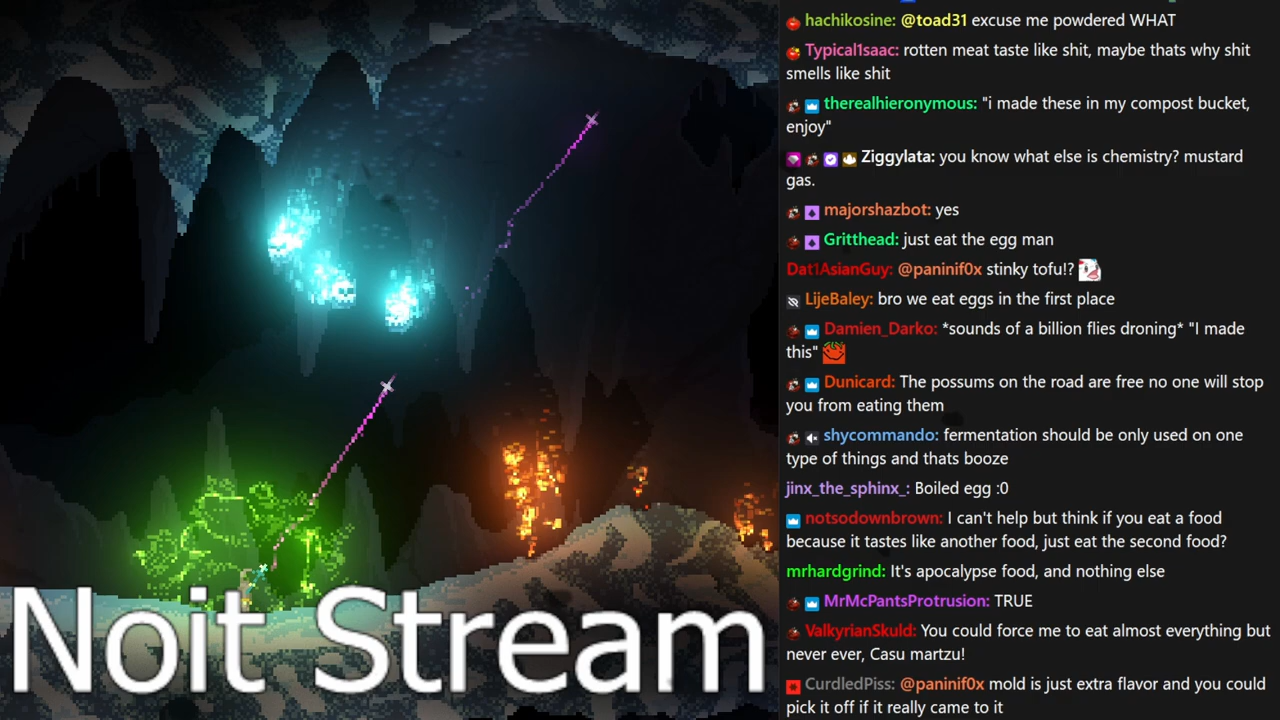 hachikosine: @toad31 excuse me powdered WHAT
Typical1saac: rotten meat taste like shit, maybe thats why shit
smells like shit
therealhieronymous: "i made these in my compost bucket,
enjoy"
Ziggylata: you know what else is chemistry? mustard
gas.
majorshazbot: yes
Gritthead: just eat the egg man
Dat1AsianGuy: @paninif0x stinky tofu!?
LijeBaley: bro we eat eggs in the first place
Damien_Darko: *sounds of a billion flies droning* "I made
this"
Dunicard: The possums on the road are free no one will stop
you from eating them
shycommando: fermentation should be only used on one
type of things and thats booze
jinx_the_sphinx_: Boiled egg :0
notsodownbrown: I can't help but think if you eat a food
because it tastes like another food, just eat the second food?
mrhardgrind: It's apocalypse food, and nothing else
MrMcPantsProtrusion: TRUE
ValkyrianSkuld: You could force me to eat almost everything but
never ever, Casu martzu!
CurdledPiss: @paninif0x mold is just extra flavor and you could
pick it off if it really came to it
Noit Stream